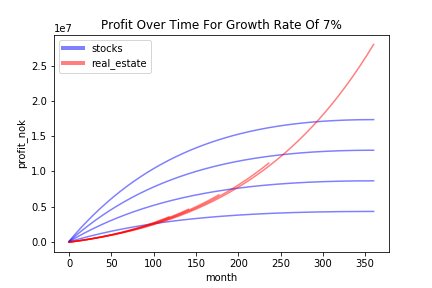 Profit Over Time For Growth Rate Of 7%
1e7
stocks
real_estate
2.5
2.0
1.5
1.0
0.5
0.0
profit_nok
0 50 100 150 200 250 300 350
month